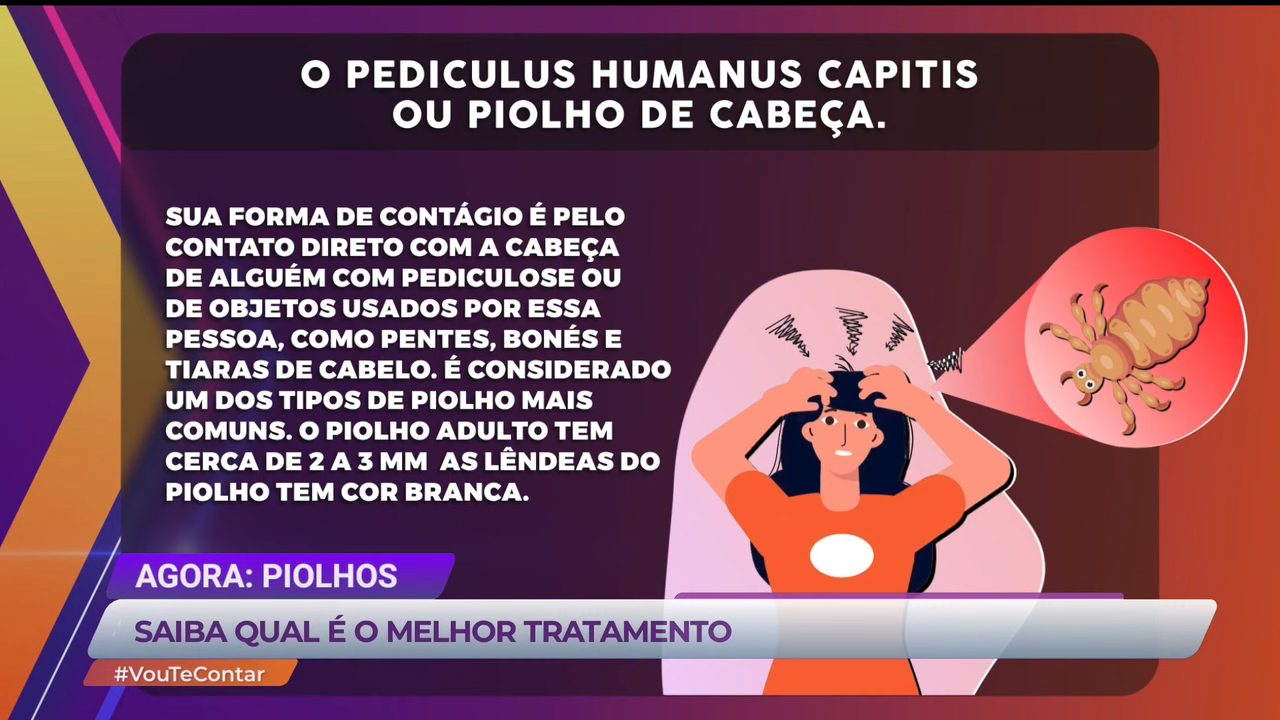 O PEDICULUS HUMANUS CAPITIS
OU PIOLHO DE CABEÇA.
SUA FORMA DE CONTÁGIO É PELO
CONTATO DIRETO COM A CABEÇA
DE ALGUÉM COM PEDICULOSE OU
DE OBJETOS USADOS POR ESSA
PESSOA, COMO PENTES, BONÉS E
TIARAS DE CABELO. É CONSIDERADO
UM DOS TIPOS DE PIOLHO MAIS
COMUNS. O PIOLHO ADULTO TEM
CERCA DE 2 A 3 MM  AS LÊNDEAS DO
PIOLHO TEM COR BRANCA.
AGORA: PIOLHOS
SAIBA QUAL É O MELHOR TRATAMENTO
#VouTeContar